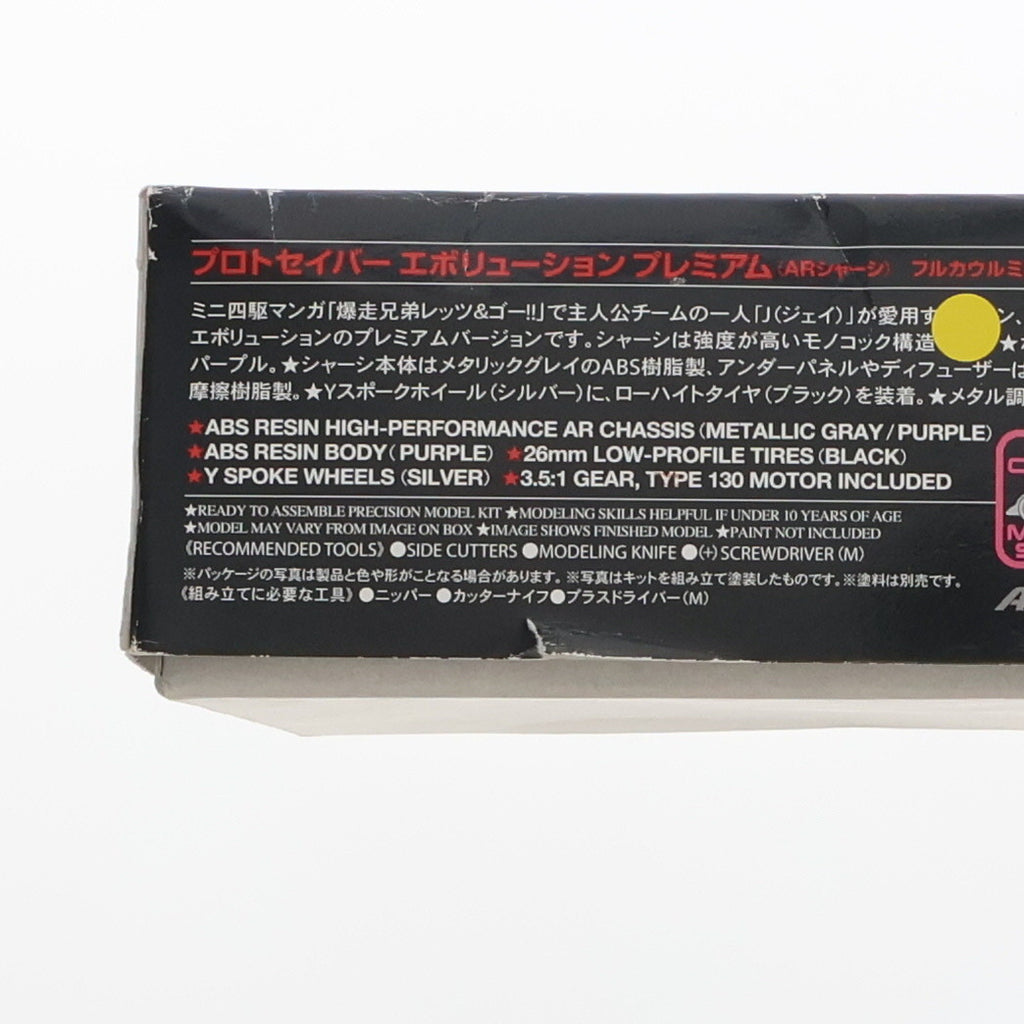 プロトセイバー エボリューション プレミアム (ARシャーシ) フルカウルミ
ミニ四駆マンガ「爆走兄弟レッツ&ゴー!!」で主人公チームの一人「J(ジェイ)」が愛用す ン、
エボリューションのプレミアムバージョンです。シャーシは強度が高いモノコック構造 ★
パープル。★シャーシ本体はメタリックグレイのABS樹脂製、アンダーパネルやディフューザーは
摩擦樹脂製。★Yスポークホイール(シルバー)に、ローハイトタイヤ(ブラック)を装着。★メタル調
★ABS RESIN HIGH-PERFORMANCE AR CHASSIS (METALLIC GRAY/PURPLE)
★ABS RESIN BODY (PURPLE) ★26mm LOW-PROFILE TIRES (BLACK)
★Y SPOKE WHEELS (SILVER) ★3.5:1 GEAR, TYPE 130 MOTOR INCLUDED
★READY TO ASSEMBLE PRECISION MODEL KIT ★MODELING SKILLS HELPFUL IF UNDER 10 YEARS OF AGE
★MODEL MAY VARY FROM IMAGE ON BOX ★IMAGE SHOWS FINISHED MODEL ★PAINT NOT INCLUDED
《RECOMMENDED TOOLS》 ●SIDE CUTTERS ●MODELING KNIFE ●(+) SCREWDRIVER (M)
※パッケージの写真は製品と色や形がことなる場合があります。※写真はキットを組み立て塗装したものです。※塗料は別売です。
《組み立てに必要な工具》 ●ニッパー ●カッターナイフ ●プラスドライバー(M)